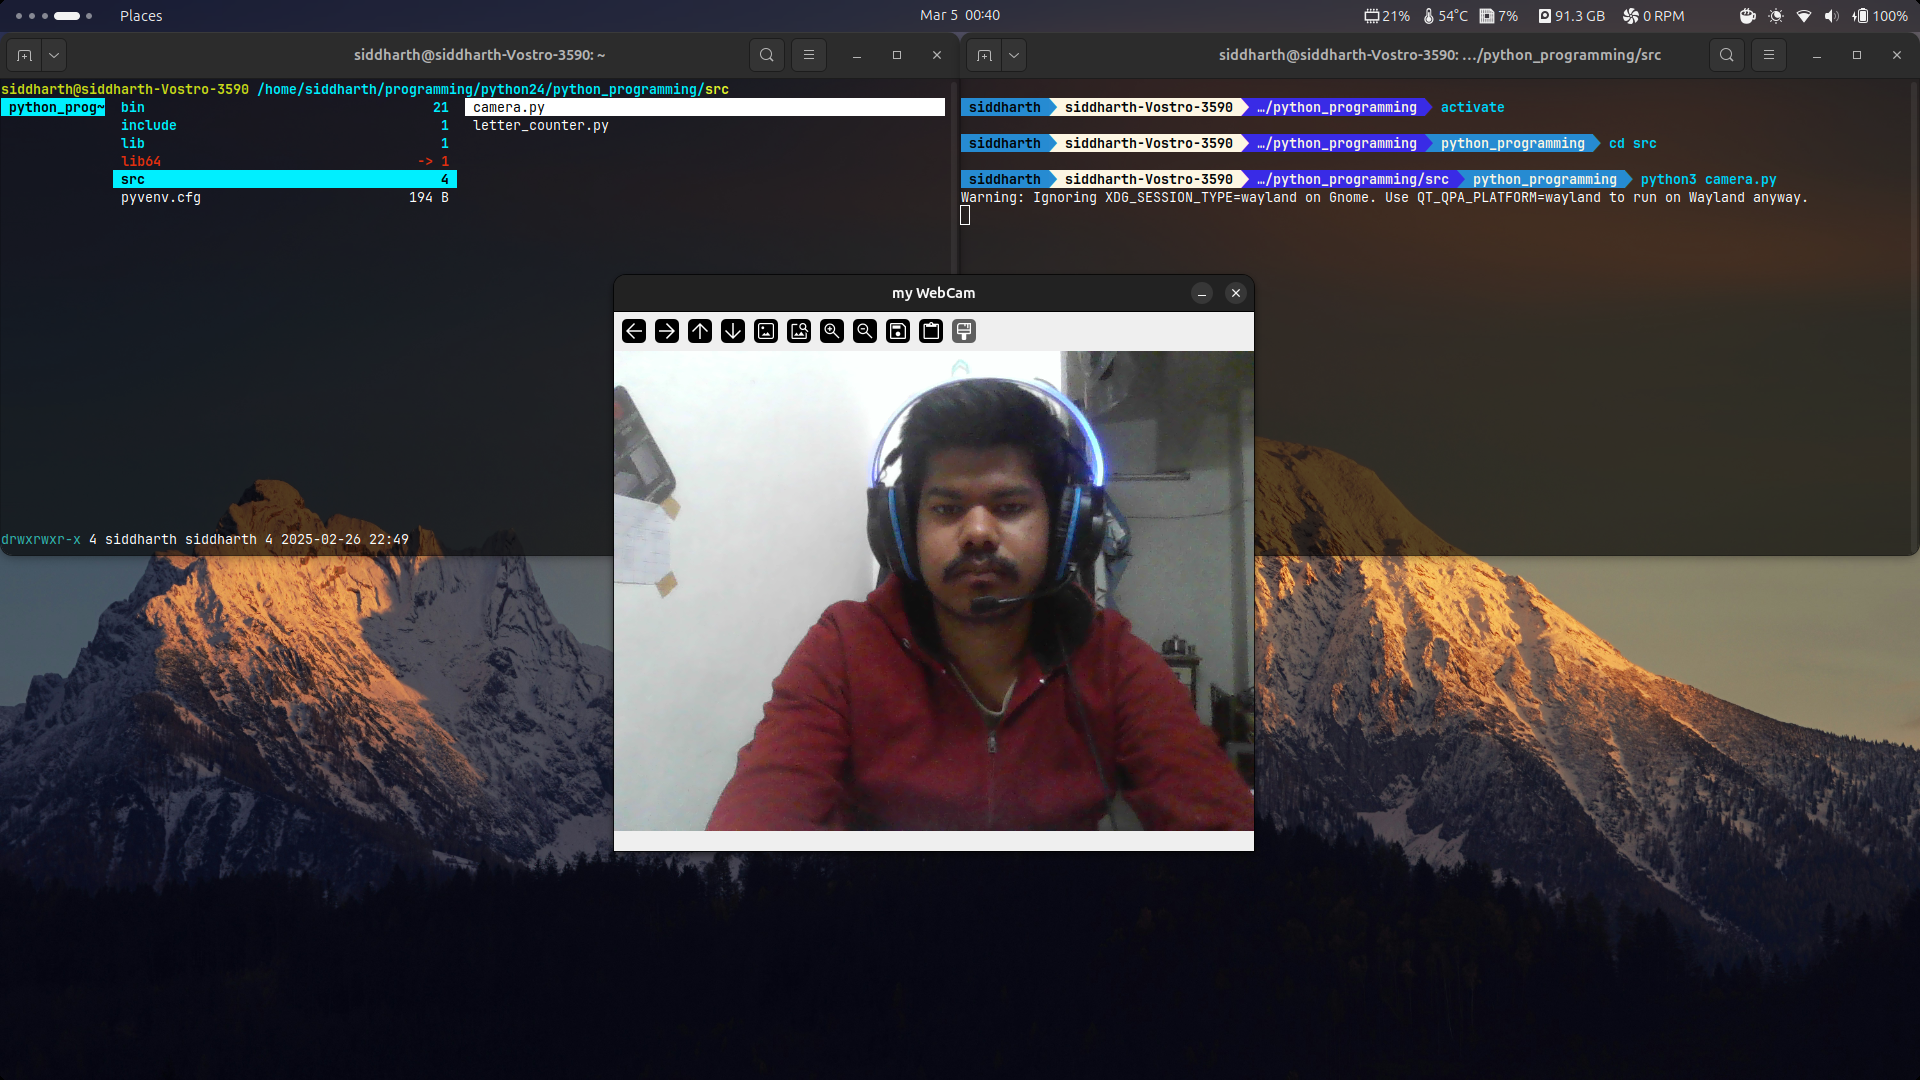 Places
Mar 5 00:40
21% 54°C 7% 91.3 GB 0 RPM 100%
siddharth@siddharth-Vostro-3590: ~
siddharth@siddharth-Vostro-3590 /home/siddharth/programming/python24/python_programming/src
python_prog~ bin 21 camera.py
include 1 letter_counter.py
lib 1
lib64 -> 1
src 4
pyvenv.cfg 194 B
drwxrwxr-x 4 siddharth siddharth 4 2025-02-26 22:49
siddharth@siddharth-Vostro-3590: …/python_programming/src
siddharth siddharth-Vostro-3590 …/python_programming activate
siddharth siddharth-Vostro-3590 …/python_programming python_programming cd src
siddharth siddharth-Vostro-3590 …/python_programming/src python_programming python3 camera.py
Warning: Ignoring XDG_SESSION_TYPE=wayland on Gnome. Use QT_QPA_PLATFORM=wayland to run on Wayland anyway.
my WebCam